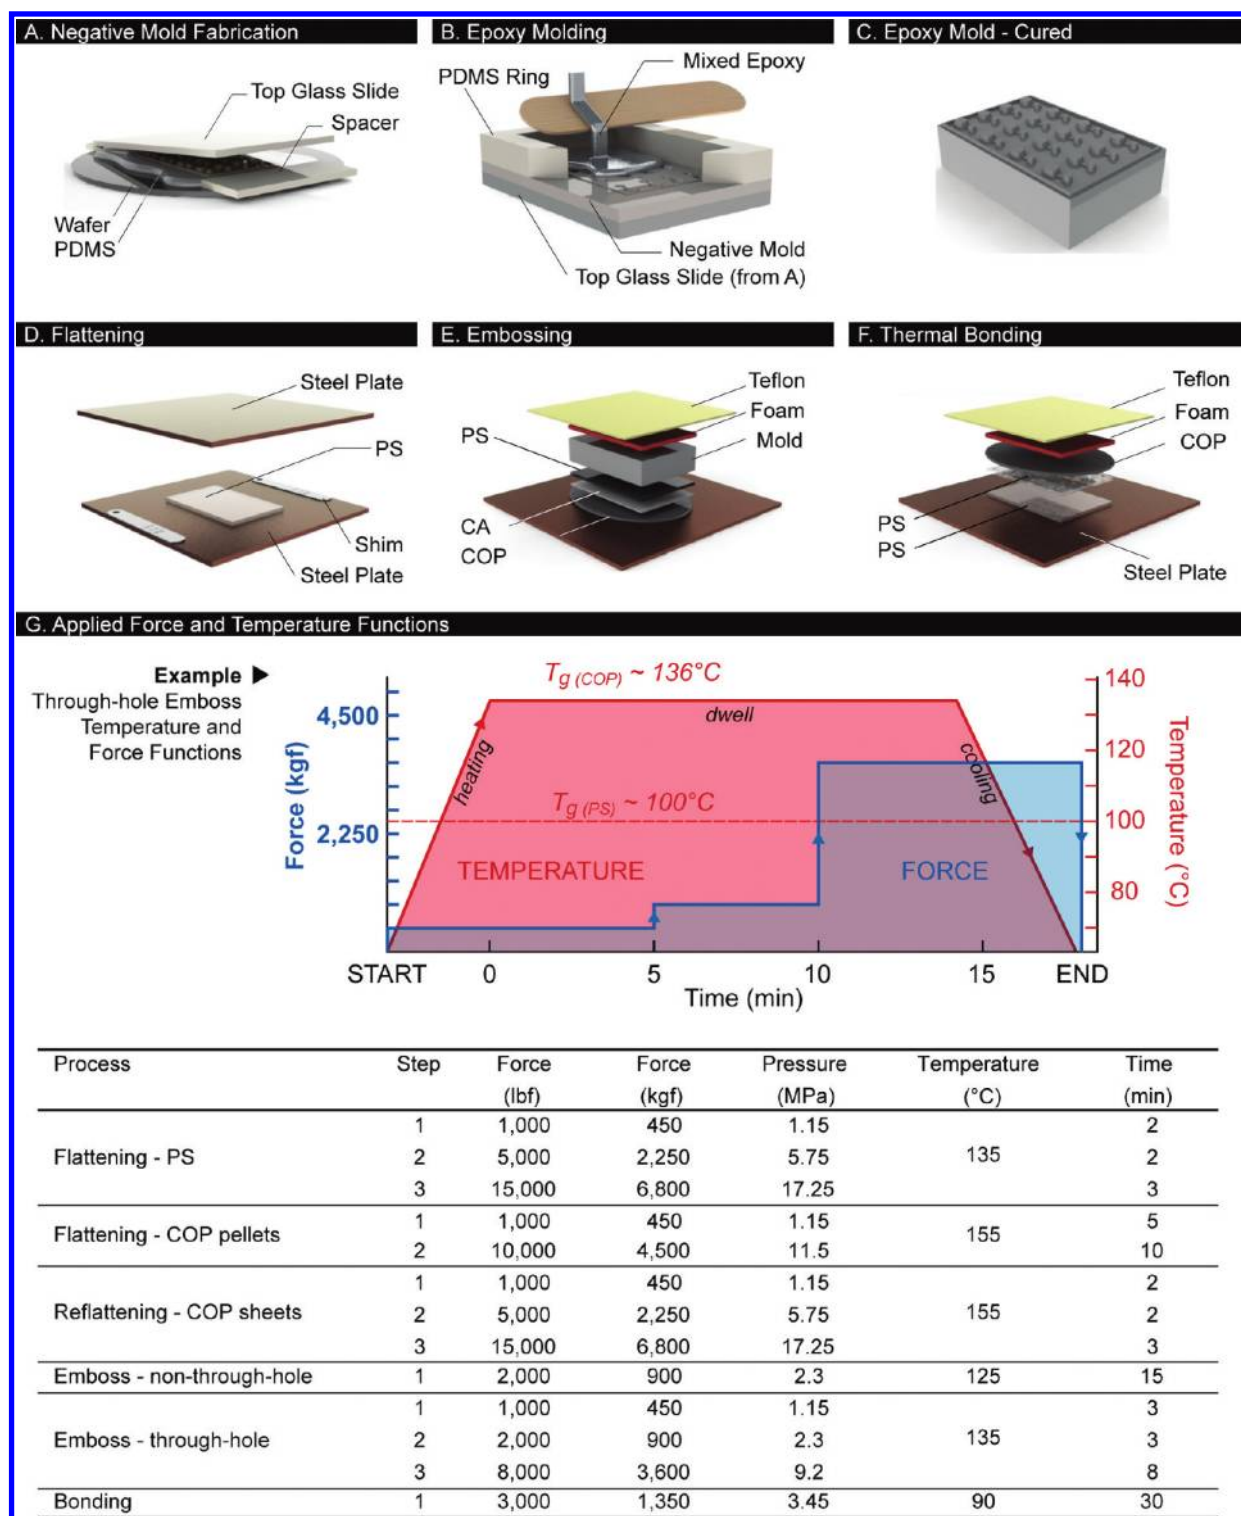 A. Negative Mold Fabrication
Top Glass Slide
Spacer
Wafer
PDMS
B. Epoxy Molding
PDMS Ring
Mixed Epoxy
Negative Mold
Top Glass Slide (from A)
C. Epoxy Mold - Cured
D. Flattening
Steel Plate
PS
Shim
Steel Plate
E. Embossing
Teflon
Foam
PS
Mold
CA
COP
F. Thermal Bonding
Teflon
Foam
COP
PS
PS
Steel Plate
G. Applied Force and Temperature Functions
Example ▶
Through-hole Emboss
Temperature and
Force Functions
Force (kgf)
4,500
2,250
Tg (COP) ~ 136°C
dwell
heating
cooling
Tg (PS) ~ 100°C
TEMPERATURE
FORCE
140
120
100
80
Temperature (°C)
START 0 5 10 15 END
Time (min)
Process Step Force Force Pressure Temperature Time
(lbf) (kgf) (MPa) (°C) (min)
1 1,000 450 1.15 2
Flattening - PS 2 5,000 2,250 5.75 135 2
3 15,000 6,800 17.25 3
1 1,000 450 1.15 5
Flattening - COP pellets 155
2 10,000 4,500 11.5 10
1 1,000 450 1.15 2
Reflattening - COP sheets 2 5,000 2,250 5.75 155 2
3 15,000 6,800 17.25 3
Emboss - non-through-hole 1 2,000 900 2.3 125 15
1 1,000 450 1.15 3
Emboss - through-hole 2 2,000 900 2.3 135 3
3 8,000 3,600 9.2 8
Bonding 1 3,000 1,350 3.45 90 30